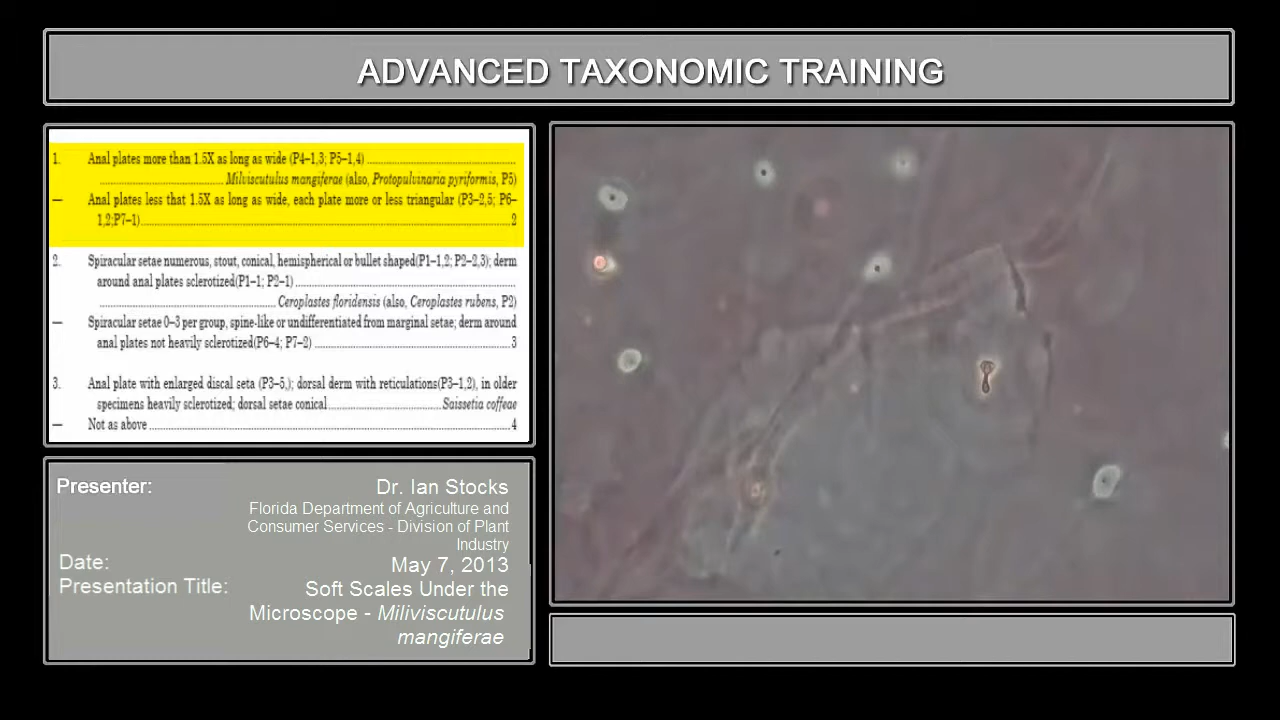 ADVANCED TAXONOMIC TRAINING
1. Anal plates more than 1.5X as long as wide (P4–1,3; P5–1,4) ........................................
........................................ Milviscutulus mangiferae (also, Protopulvinaria pyriformis, P5)
— Anal plates less that 1.5X as long as wide, each plate more or less triangular (P3–2,5; P6–
1,2;P7–1)........................................2
2. Spiracular setae numerous, stout, conical, hemispherical or bullet shaped(P1–1,2; P2–2,3); derm
around anal plates sclerotized(P1–1; P2–1) ........................................
........................................ Ceroplastes floridensis (also, Ceroplastes rubens, P2)
— Spiracular setae 0–3 per group, spine-like or undifferentiated from marginal setae; derm around
anal plates not heavily sclerotized(P6–4; P7–2) ........................................3
3. Anal plate with enlarged discal seta (P3–5,); dorsal derm with reticulations(P3–1,2), in older
specimens heavily sclerotized; dorsal setae conical........................................Saissetia coffeae
— Not as above ........................................4
Presenter: Dr. Ian Stocks
Florida Department of Agriculture and
Consumer Services - Division of Plant
Industry
Date: May 7, 2013
Presentation Title: Soft Scales Under the
Microscope - Miliviscutulus
mangiferae